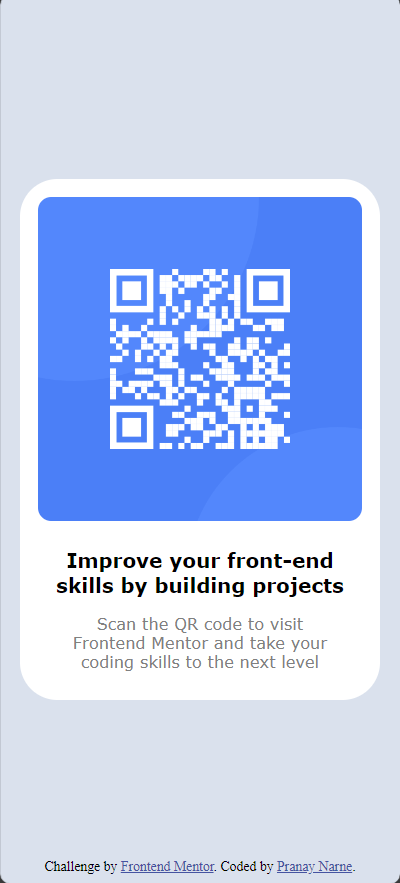 Improve your front-end
skills by building projects
Scan the QR code to visit
Frontend Mentor and take your
coding skills to the next level
Challenge by Frontend Mentor. Coded by Pranay Narne.